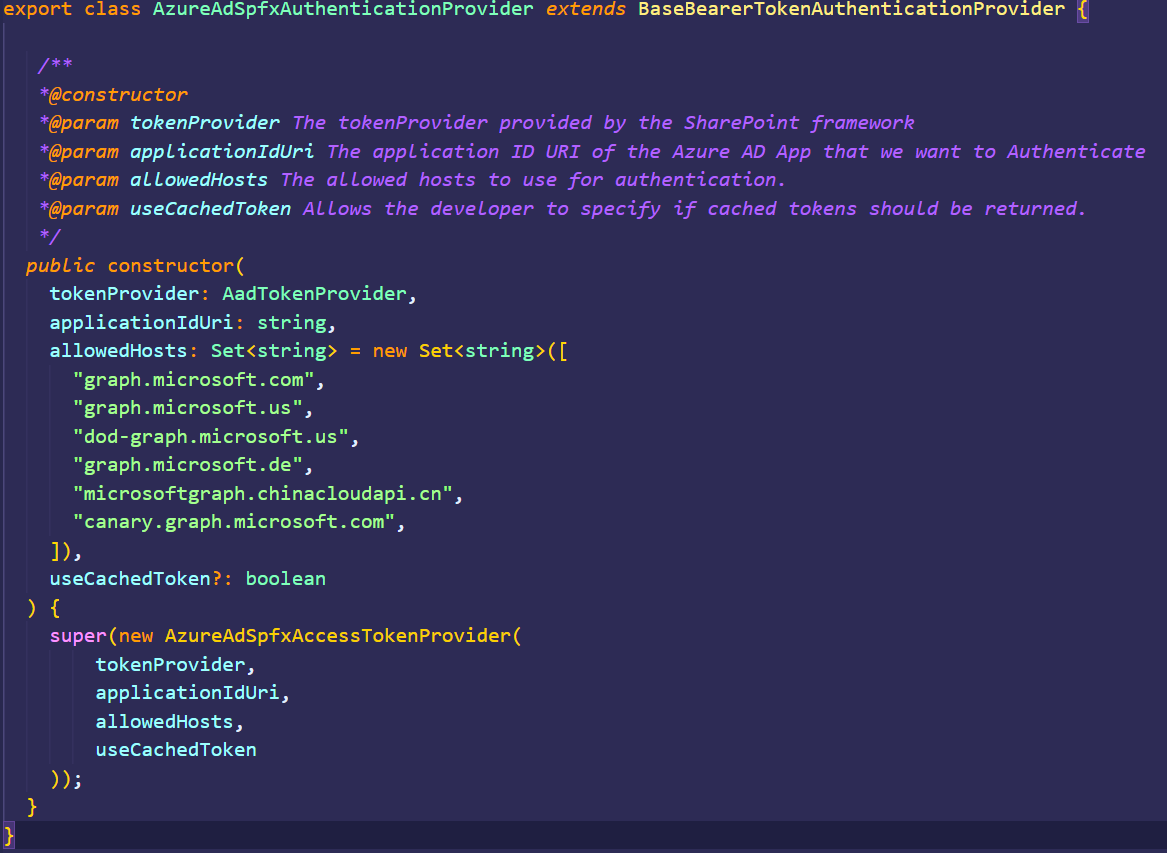 export class AzureAdSpfxAuthenticationProvider extends BaseBearerTokenAuthenticationProvider {
/**
*@constructor
*@param tokenProvider The tokenProvider provided by the SharePoint framework
*@param applicationIdUri The application ID URI of the Azure AD App that we want to Authenticate
*@param allowedHosts The allowed hosts to use for authentication.
*@param useCachedToken Allows the developer to specify if cached tokens should be returned.
*/
public constructor(
tokenProvider: AadTokenProvider,
applicationIdUri: string,
allowedHosts: Set<string> = new Set<string>([
"graph.microsoft.com",
"graph.microsoft.us",
"dod-graph.microsoft.us",
"graph.microsoft.de",
"microsoftgraph.chinacloudapi.cn",
"canary.graph.microsoft.com",
]),
useCachedToken?: boolean
) {
super(new AzureAdSpfxAccessTokenProvider(
tokenProvider,
applicationIdUri,
allowedHosts,
useCachedToken
));
}
}